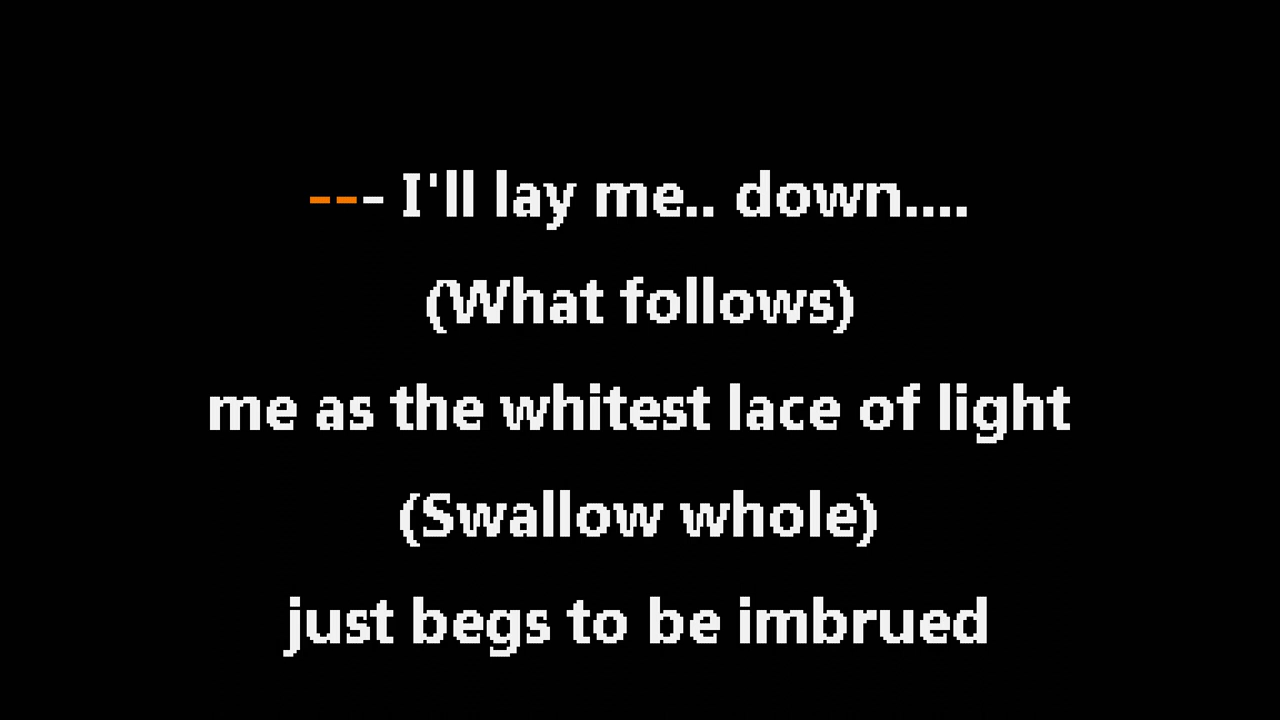 --- I'll lay me.. down....
(What follows)
me as the whitest lace of light
(Swallow whole)
just begs to be imbrued